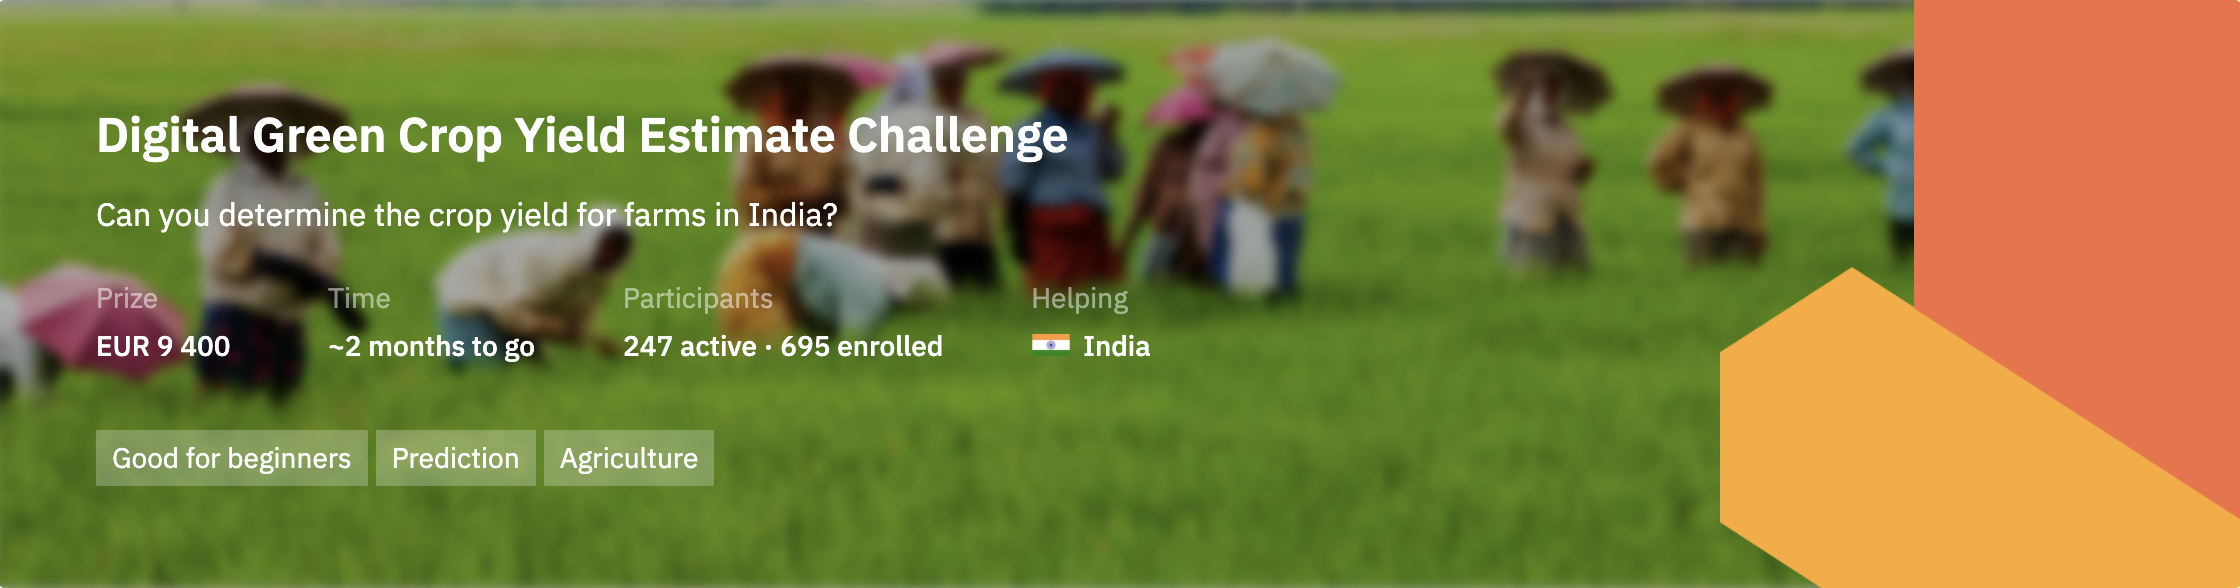 Digital Green Crop Yield Estimate Challenge
Can you determine the crop yield for farms in India?
Prize Time Participants Helping
EUR 9 400 ~2 months to go 247 active · 695 enrolled India
Good for beginners Prediction Agriculture